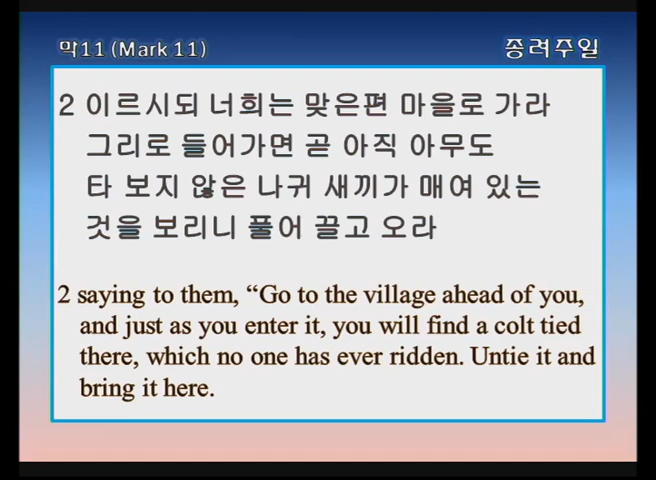 막11 (Mark 11)
종려주일
2 이르시되 너희는 맞은편 마을로 가라
그리로 들어가면 곧 아직 아무도
타 보지 않은 나귀 새끼가 매여 있는
것을 보리니 풀어 끌고 오라
2 saying to them, “Go to the village ahead of you,
and just as you enter it, you will find a colt tied
there, which no one has ever ridden. Untie it and
bring it here.